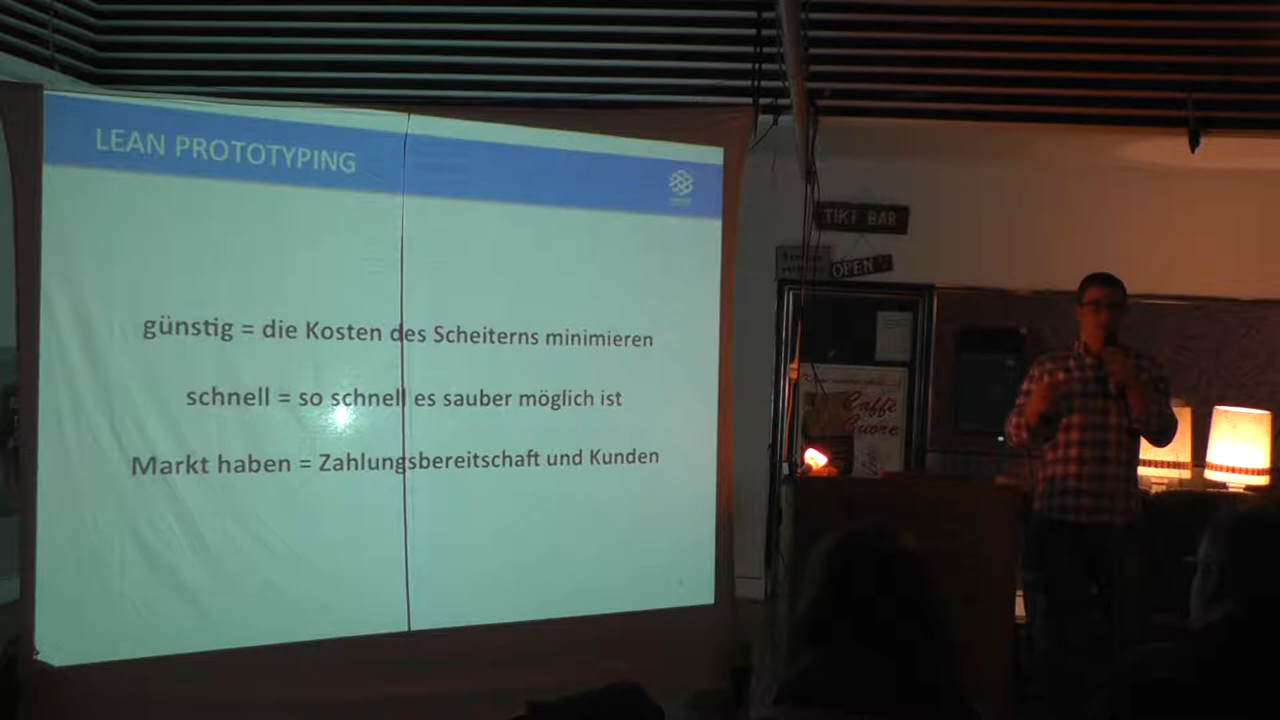 LEAN PROTOTYPING
günstig = die Kosten des Scheiterns minimieren
schnell = so schnell es sauber möglich ist
Markt haben = Zahlungsbereitschaft und Kunden
TIKI BAR
OPEN
Caffè
Cuore